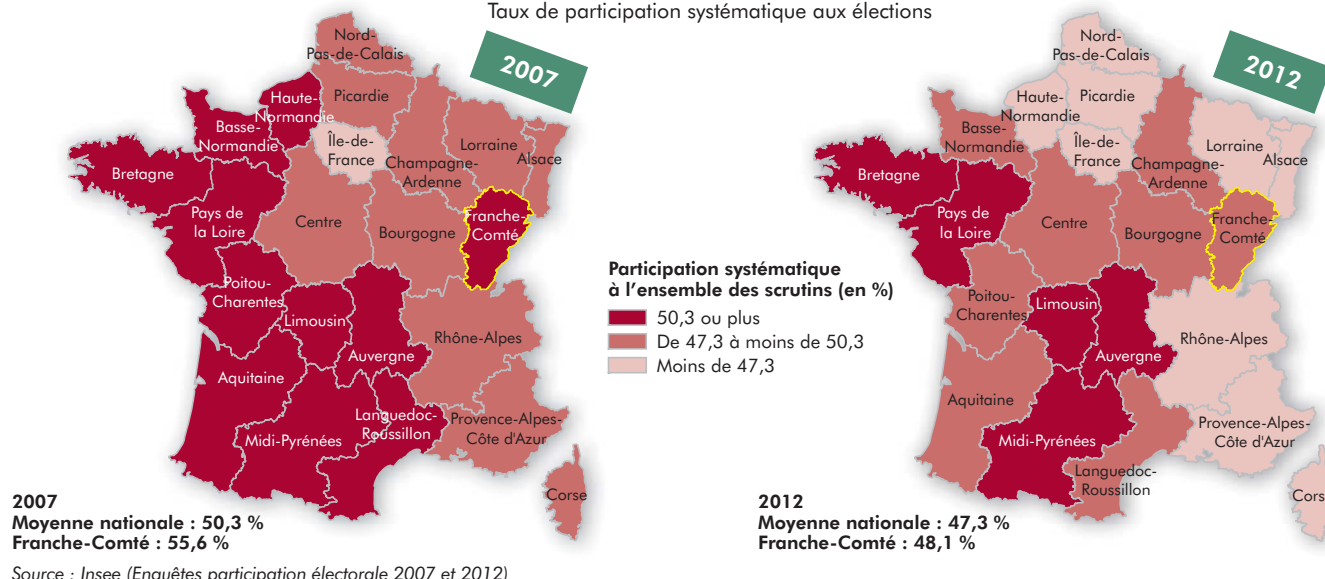 Taux de participation systématique aux élections
2007
Nord-
Pas-de-Calais
Haute-
Normandie
Picardie
Basse-
Normandie
Île-de-
France
Champagne-
Ardenne
Lorraine
Alsace
Bretagne
Pays de
la Loire
Centre
Bourgogne
Franche-
Comté
Poitou-
Charentes
Limousin
Auvergne
Rhône-Alpes
Aquitaine
Midi-Pyrénées
Languedoc-
Roussillon
Provence-Alpes-
Côte d'Azur
Corse
2007
Moyenne nationale : 50,3 %
Franche-Comté : 55,6 %
Participation systématique
à l'ensemble des scrutins (en %)
50,3 ou plus
De 47,3 à moins de 50,3
Moins de 47,3
2012
Nord-
Pas-de-Calais
Haute-
Normandie
Picardie
Basse-
Normandie
Île-de-
France
Champagne-
Ardenne
Lorraine
Alsace
Bretagne
Pays de
la Loire
Centre
Bourgogne
Franche-
Comté
Poitou-
Charentes
Limousin
Auvergne
Rhône-Alpes
Aquitaine
Midi-Pyrénées
Languedoc-
Roussillon
Provence-Alpes-
Côte d'Azur
Cors
2012
Moyenne nationale : 47,3 %
Franche-Comté : 48,1 %
Source : Insee (Enquêtes participation électorale 2007 et 2012)